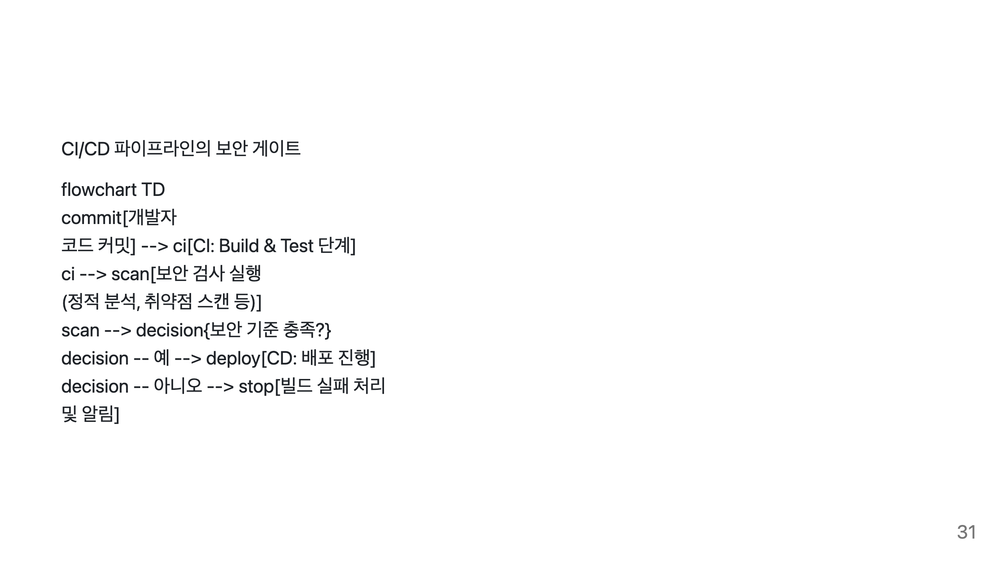 CI/CD 파이프라인의 보안 게이트
flowchart TD
commit[개발자
코드 커밋] --> ci[CI: Build & Test 단계]
ci --> scan[보안 검사 실행
(정적 분석, 취약점 스캔 등)]
scan --> decision{보안 기준 충족?}
decision -- 예 --> deploy[CD: 배포 진행]
decision -- 아니오 --> stop[빌드 실패 처리
및 알림]
31